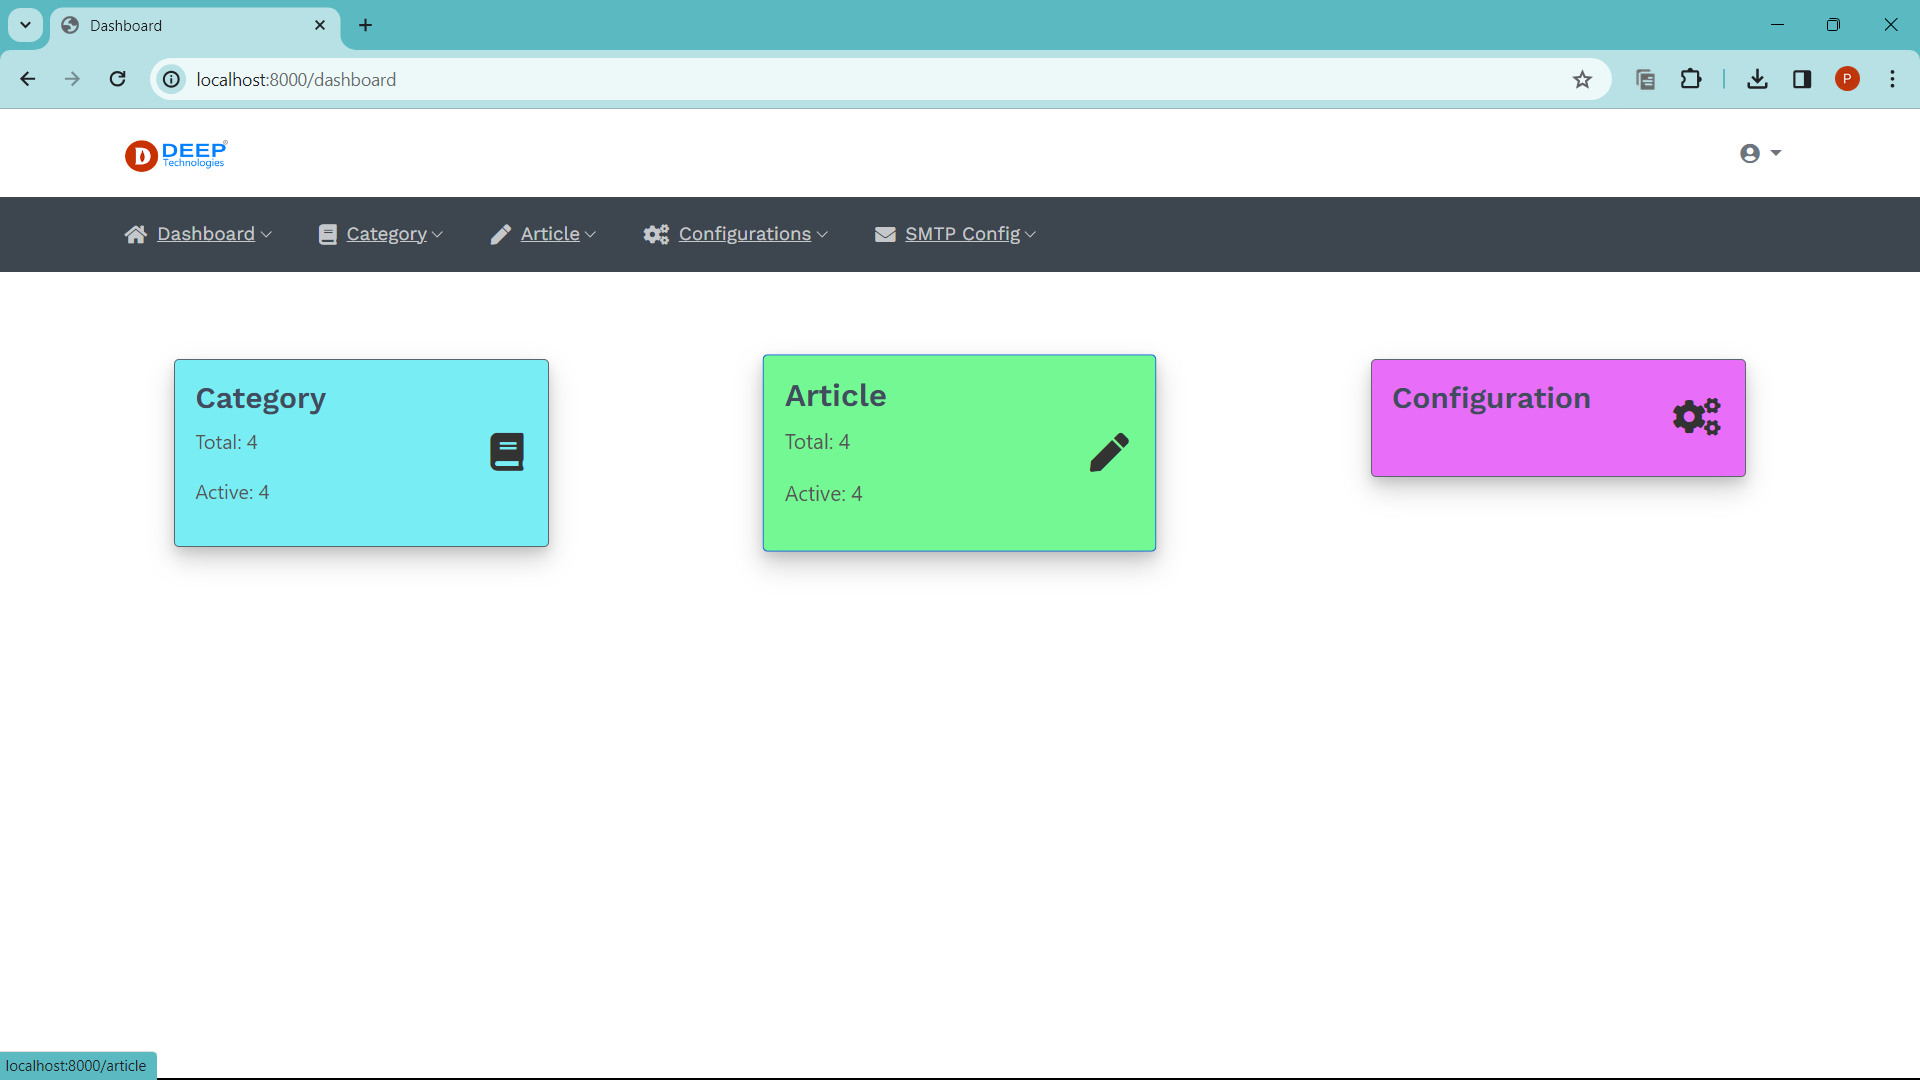 Dashboard
localhost:8000/dashboard
P
D DEEP®
Technologies
Dashboard Category Article Configurations SMTP Config
Category
Total: 4
Active: 4
Article
Total: 4
Active: 4
Configuration
localhost:8000/article